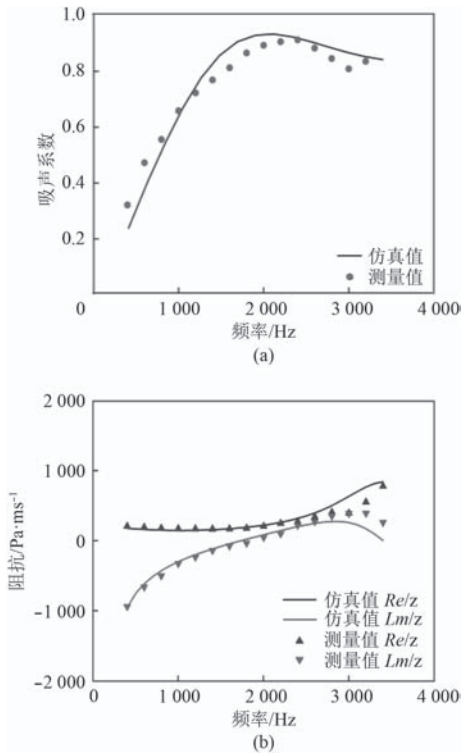 1.0
0.8
0.6
0.4
0.2
0
1 000
2 000
3 000
4 000
吸声系数
频率/Hz
仿真值
测量值
(a)
2 000
1 000
0
-1 000
-2 000
0
1 000
2 000
3 000
4 000
阻抗/Pa·ms⁻¹
频率/Hz
仿真值 Re/z
仿真值 Lm/z
测量值 Re/z
测量值 Lm/z
(b)